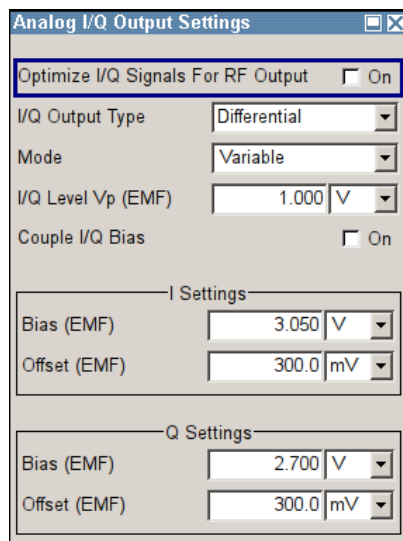 Analog I/Q Output Settings
Optimize I/Q Signals For RF Output On
I/Q Output Type Differential
Mode Variable
I/Q Level Vp (EMF) 1.000 V
Couple I/Q Bias On
I Settings
Bias (EMF) 3.050 V
Offset (EMF) 300.0 mV
Q Settings
Bias (EMF) 2.700 V
Offset (EMF) 300.0 mV